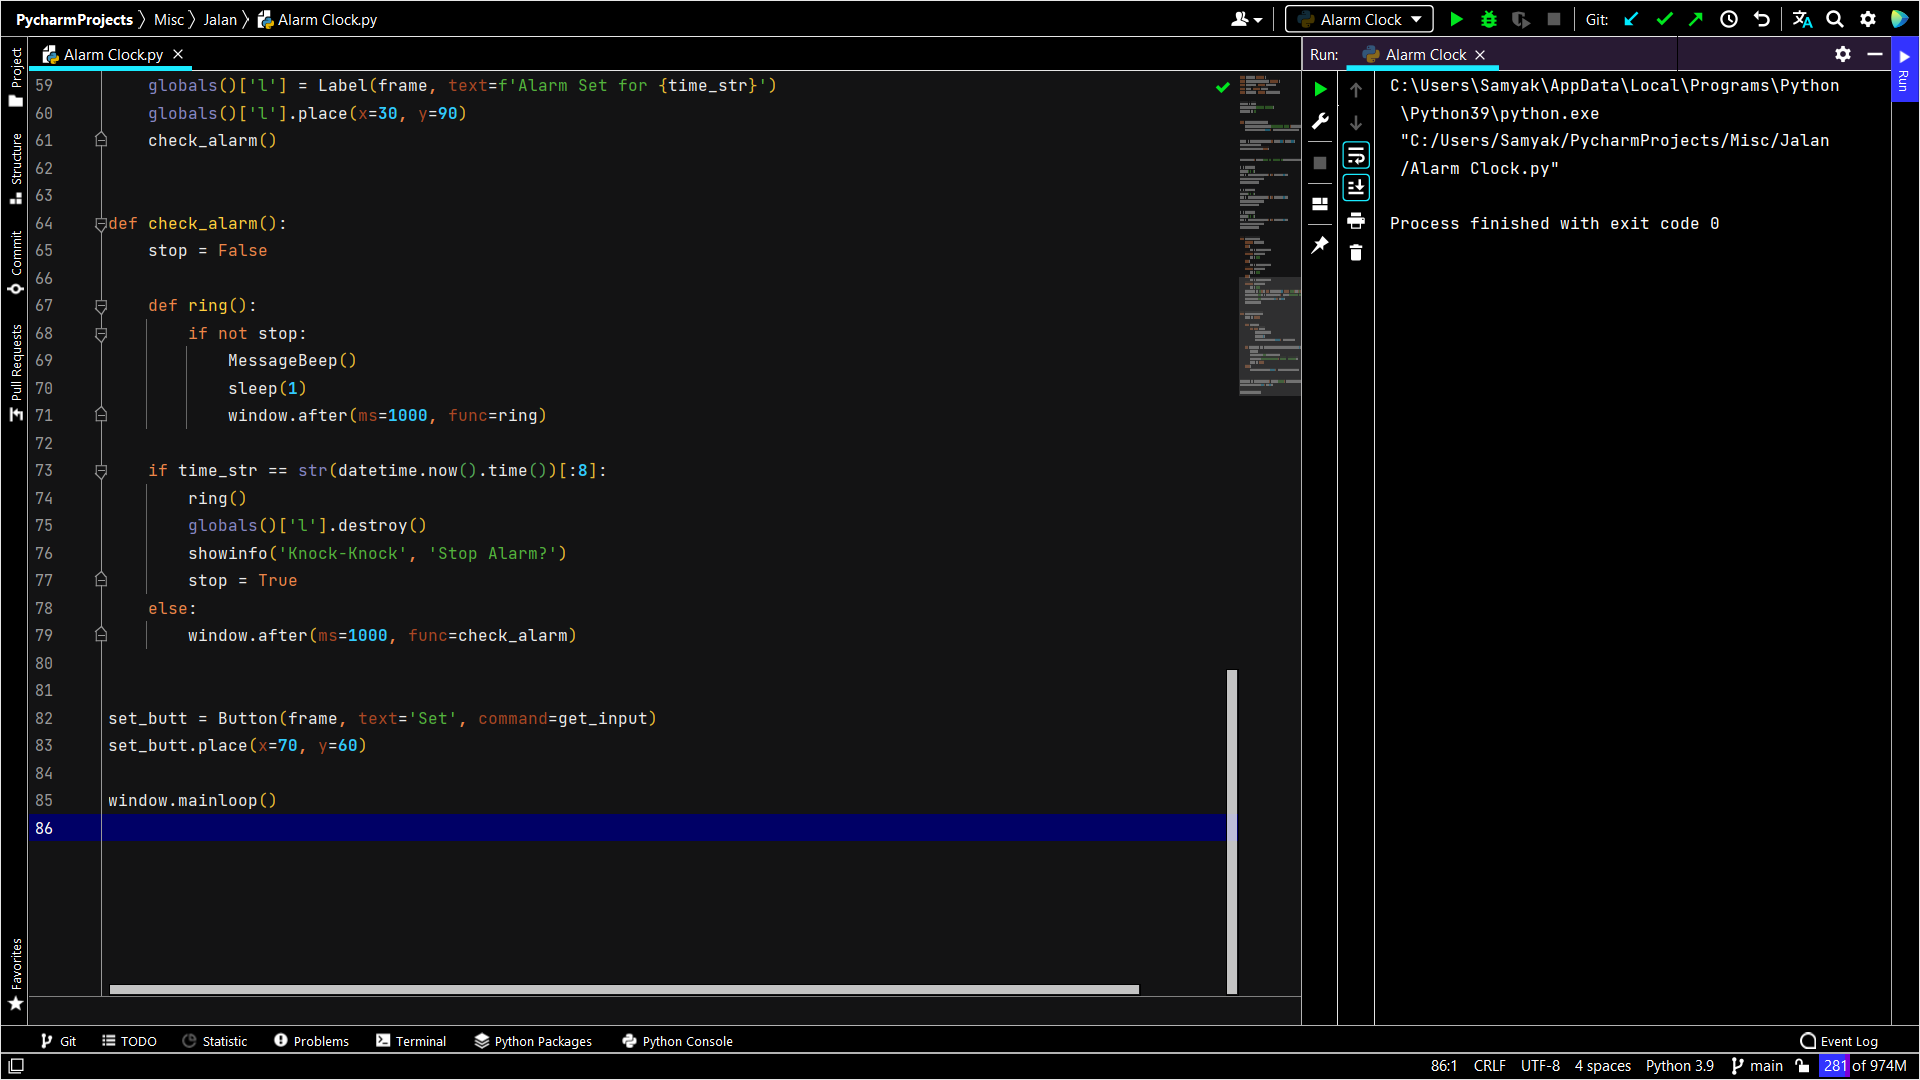 PycharmProjects Misc Jalan Alarm Clock.py
Alarm Clock Git:
Alarm Clock.py
Run: Alarm Clock
Project
Structure
Commit
Pull Requests
Favorites
59 globals()['l'] = Label(frame, text=f'Alarm Set for {time_str}')
60 globals()['l'].place(x=30, y=90)
61 check_alarm()
62
63
64 def check_alarm():
65 stop = False
66
67 def ring():
68 if not stop:
69 MessageBeep()
70 sleep(1)
71 window.after(ms=1000, func=ring)
72
73 if time_str == str(datetime.now().time())[:8]:
74 ring()
75 globals()['l'].destroy()
76 showinfo('Knock-Knock', 'Stop Alarm?')
77 stop = True
78 else:
79 window.after(ms=1000, func=check_alarm)
80
81
82 set_butt = Button(frame, text='Set', command=get_input)
83 set_butt.place(x=70, y=60)
84
85 window.mainloop()
86
C:\Users\Samyak\AppData\Local\Programs\Python
\Python39\python.exe
"C:/Users/Samyak/PycharmProjects/Misc/Jalan
/Alarm Clock.py"
Process finished with exit code 0
Run
Git TODO Statistic Problems Terminal Python Packages Python Console Event Log
86:1 CRLF UTF-8 4 spaces Python 3.9 main 281 of 974M